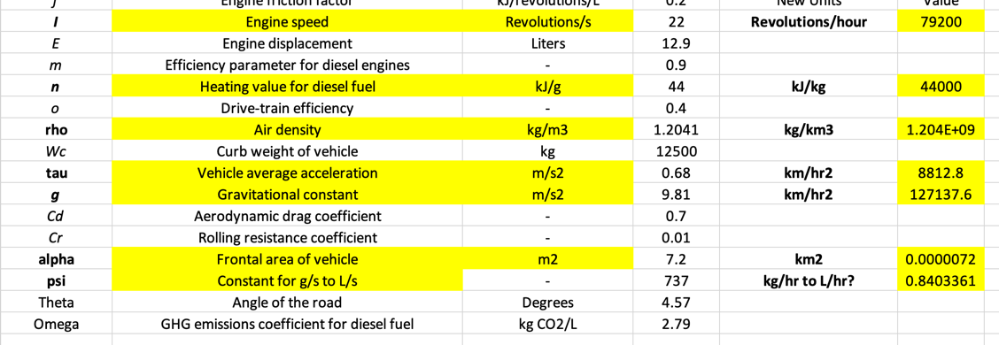 j Engine friction factor kJ/revolutions/L 0.2 New Units Value
I Engine speed Revolutions/s 22 Revolutions/hour 79200
E Engine displacement Liters 12.9
m Efficiency parameter for diesel engines - 0.9
n Heating value for diesel fuel kJ/g 44 kJ/kg 44000
o Drive-train efficiency - 0.4
rho Air density kg/m3 1.2041 kg/km3 1.204E+09
Wc Curb weight of vehicle kg 12500
tau Vehicle average acceleration m/s2 0.68 km/hr2 8812.8
g Gravitational constant m/s2 9.81 km/hr2 127137.6
Cd Aerodynamic drag coefficient - 0.7
Cr Rolling resistance coefficient - 0.01
alpha Frontal area of vehicle m2 7.2 km2 0.0000072
psi Constant for g/s to L/s - 737 kg/hr to L/hr? 0.8403361
Theta Angle of the road Degrees 4.57
Omega GHG emissions coefficient for diesel fuel kg CO2/L 2.79